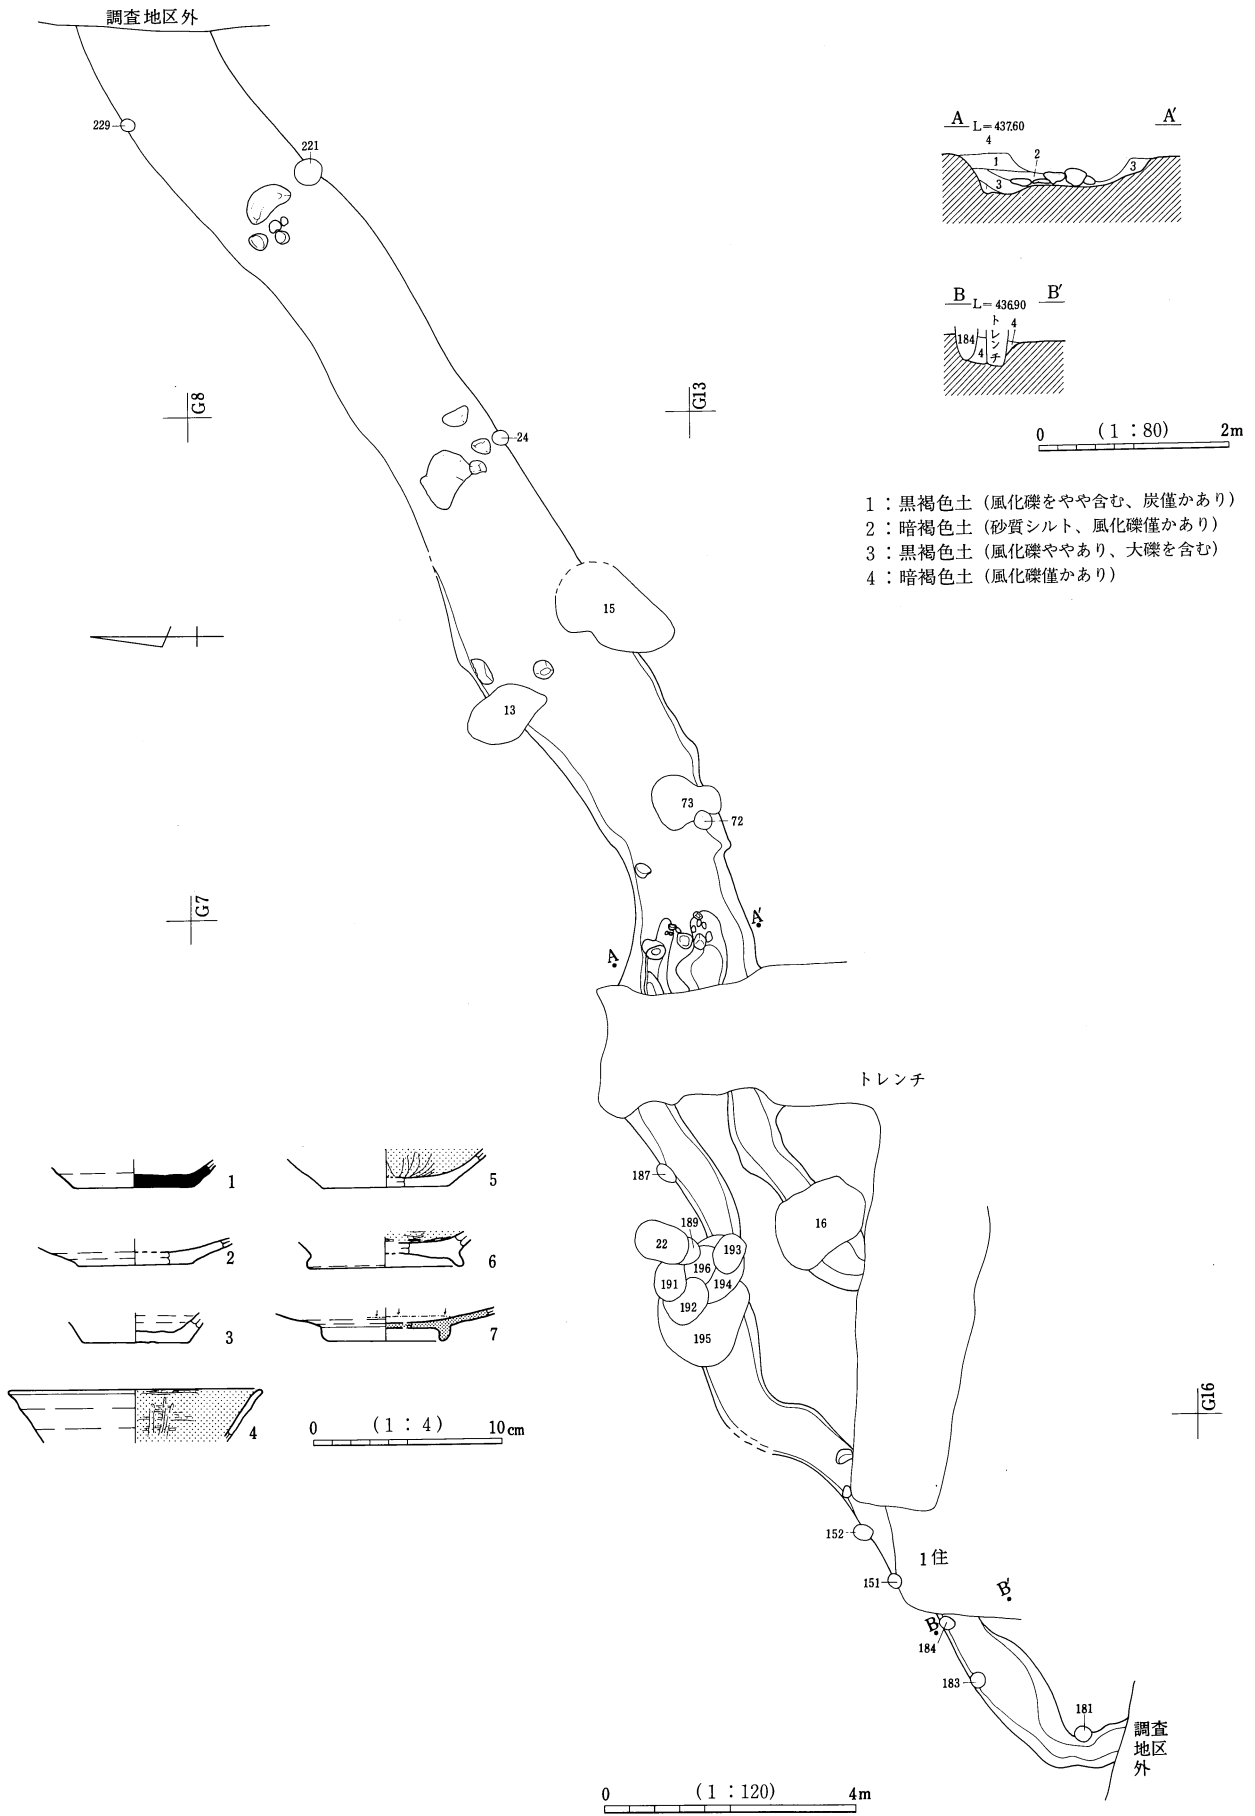 調査地区外
229
221
A L=437.60 A′
4
1 2 3
3
B L=436.90 B′
184 4 トレンチ 4
G8
G13
24
0 (1:80) 2m
1:黒褐色土(風化礫をやや含む、炭僅かあり)
2:暗褐色土(砂質シルト、風化礫僅かあり)
3:黒褐色土(風化礫ややあり、大礫を含む)
4:暗褐色土(風化礫僅かあり)
15
13
73
72
G7
A′
A
トレンチ
187
16
22
189
193
196
191
194
192
195
1
5
2
6
3
7
4
0 (1:4) 10cm
G16
152
1住
151
B′
B
184
183
181
調査
地区
外
0 (1:120) 4m